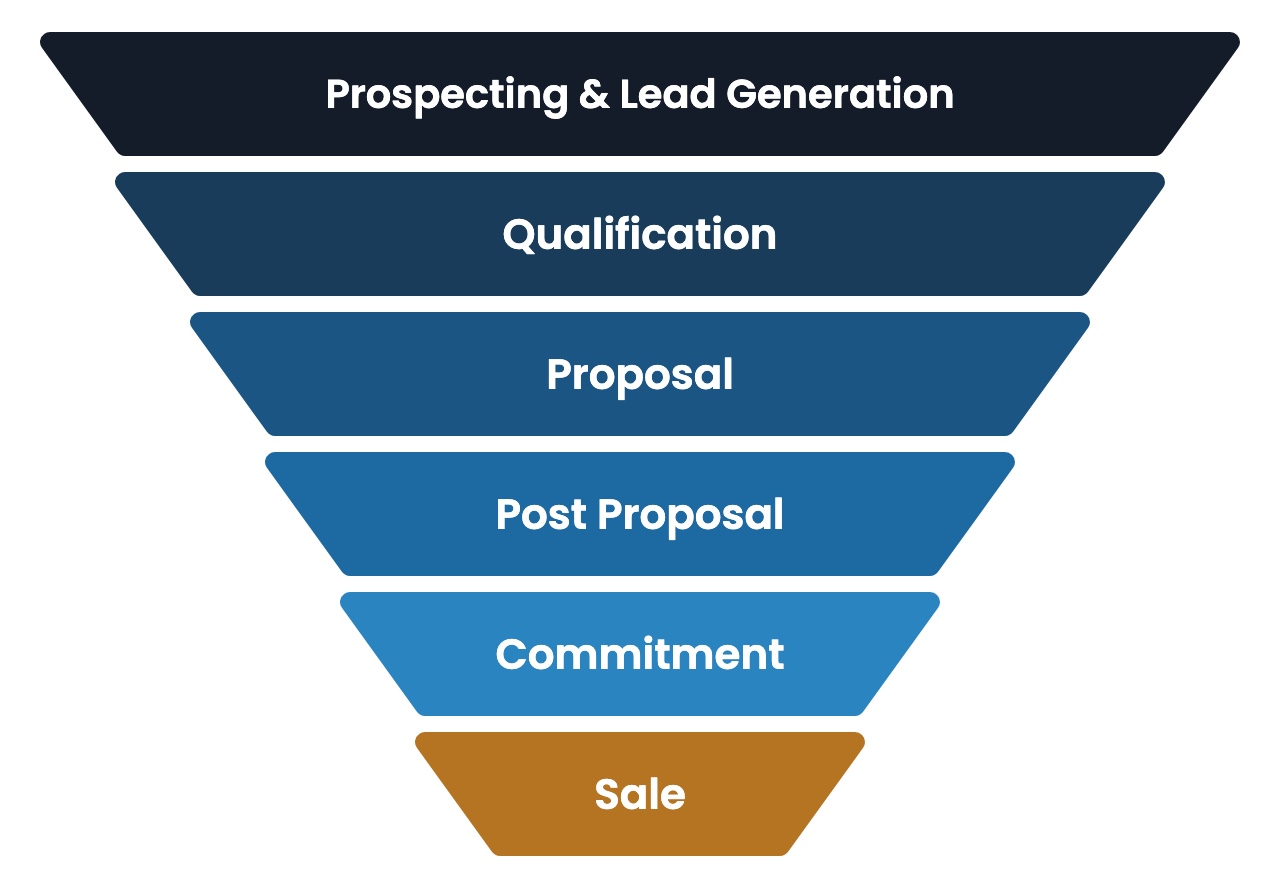 Prospecting & Lead Generation
Qualification
Proposal
Post Proposal
Commitment
Sale